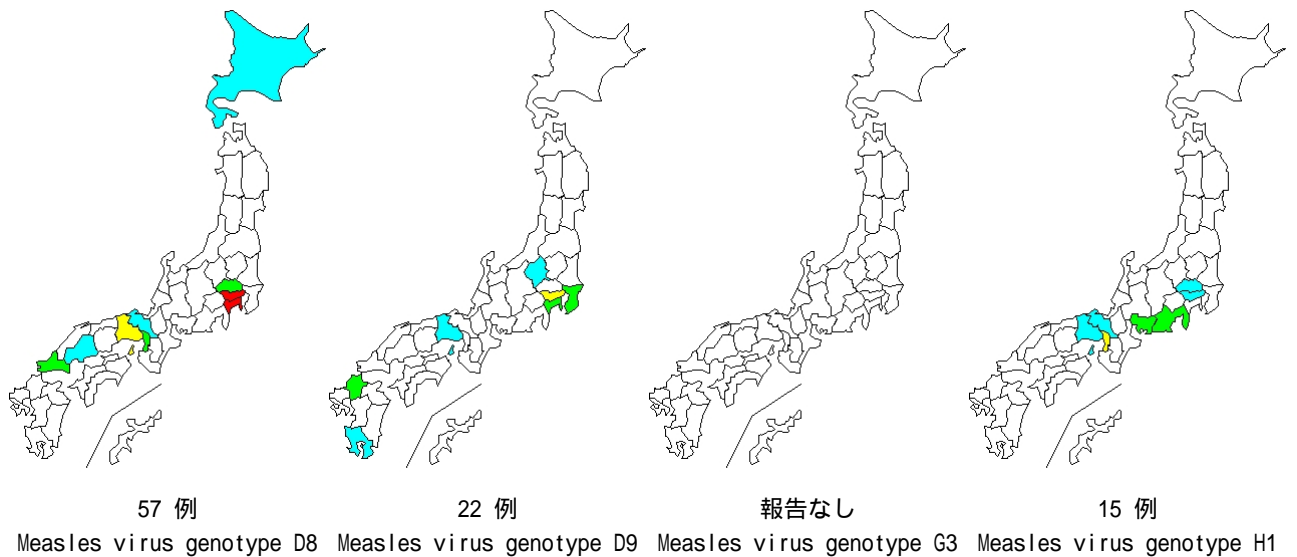 57 例 22 例 報告なし 15 例
Measles virus genotype D8 Measles virus genotype D9 Measles virus genotype G3 Measles virus genotype H1